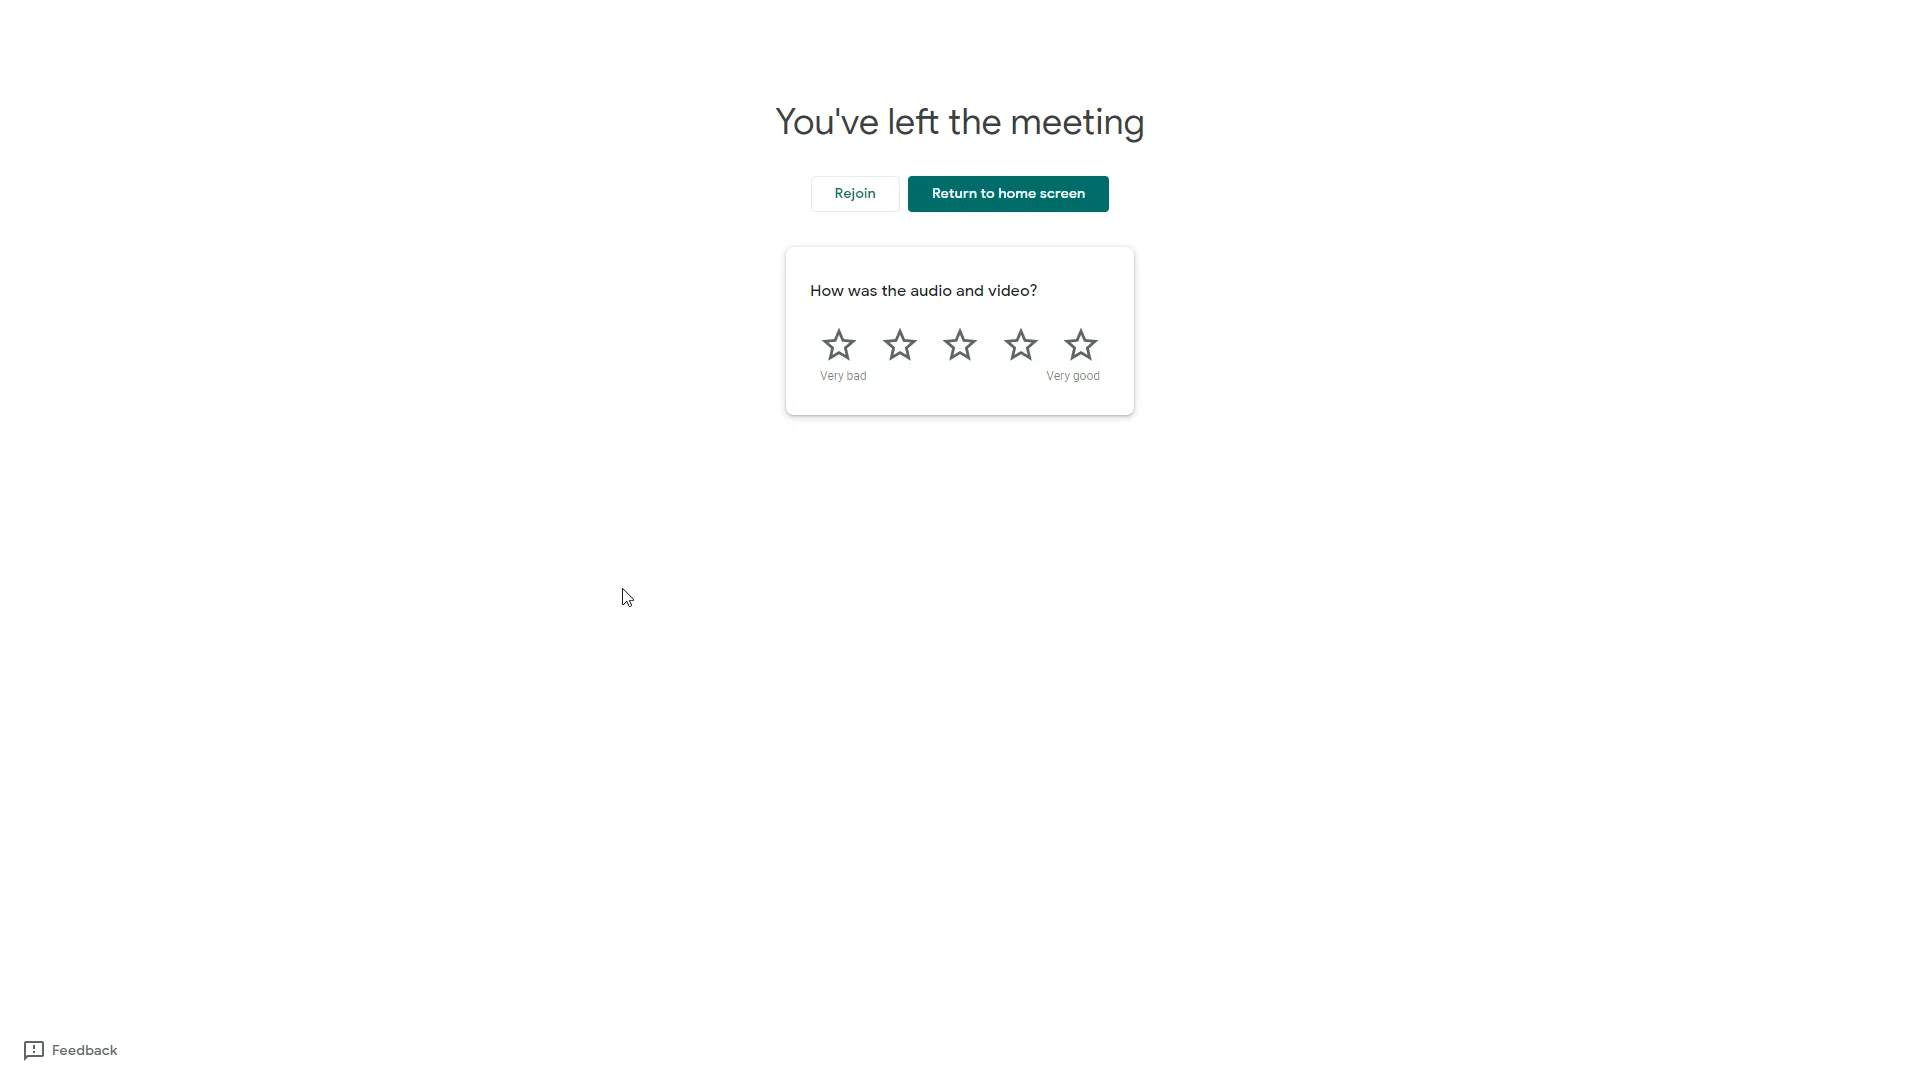 You've left the meeting
Rejoin
Return to home screen
How was the audio and video?
Very bad
Very good
Feedback